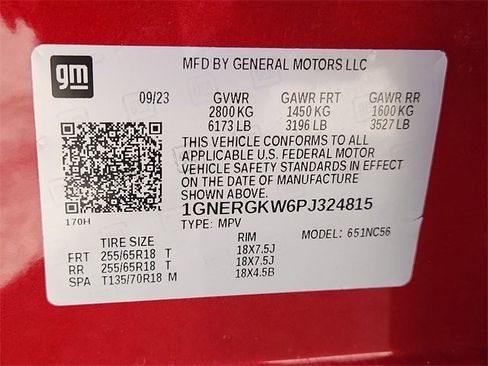 gm
MFD BY GENERAL MOTORS LLC
09/23 GVWR GAWR FRT GAWR RR
2800 KG 1450 KG 1600 KG
6173 LB 3196 LB 3527 LB
THIS VEHICLE CONFORMS TO ALL
APPLICABLE U.S. FEDERAL MOTOR
VEHICLE SAFETY STANDARDS IN EFFECT
ON THE DATE OF MANUFACTURE
SHOWN ABOVE.
1GNERGKW6PJ324815
170H
TYPE: MPV MODEL: 651NC56
TIRE SIZE RIM
FRT 255/65R18 T 18X7.5J
RR 255/65R18 T 18X7.5J
SPA T135/70R18 M 18X4.5B